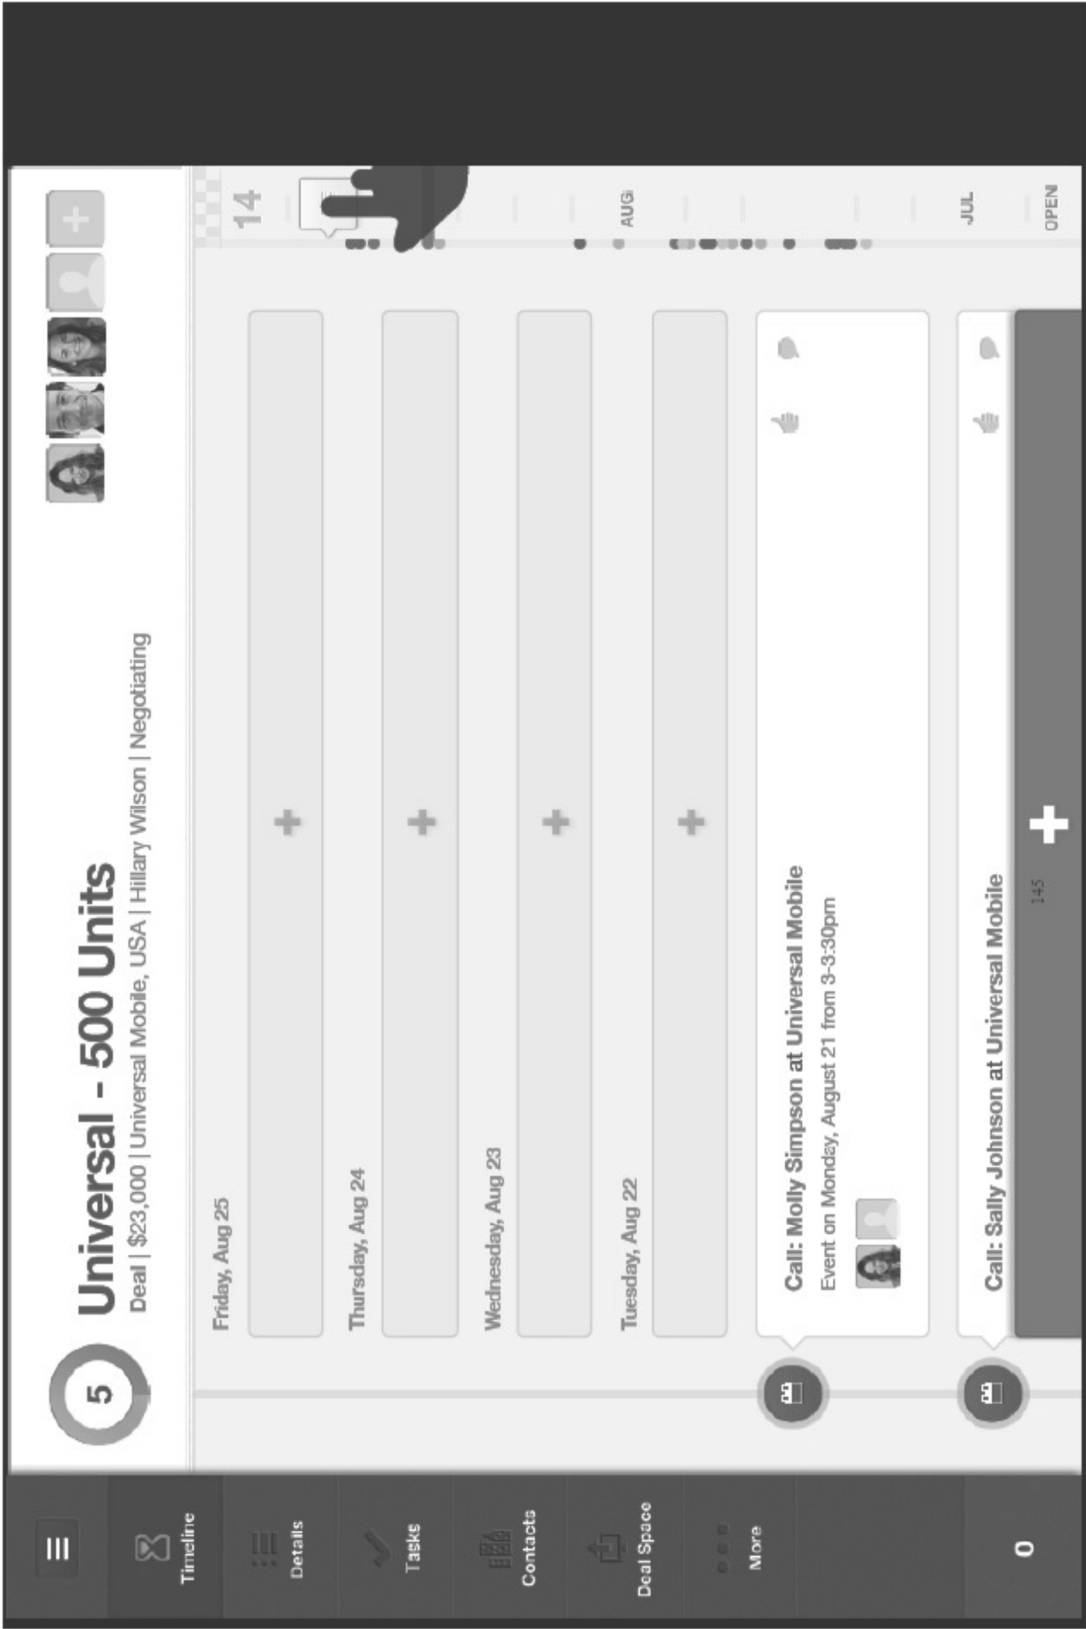 5
Universal - 500 Units
Deal | $23,000 | Universal Mobile, USA | Hillary Wilson | Negotiating
Timeline
Details
Tasks
Contacts
Deal Space
More
0
Friday, Aug 25
Thursday, Aug 24
Wednesday, Aug 23
Tuesday, Aug 22
Call: Molly Simpson at Universal Mobile
Event on Monday, August 21 from 3-3:30pm
Call: Sally Johnson at Universal Mobile
145
14
AUG
JUL
OPEN